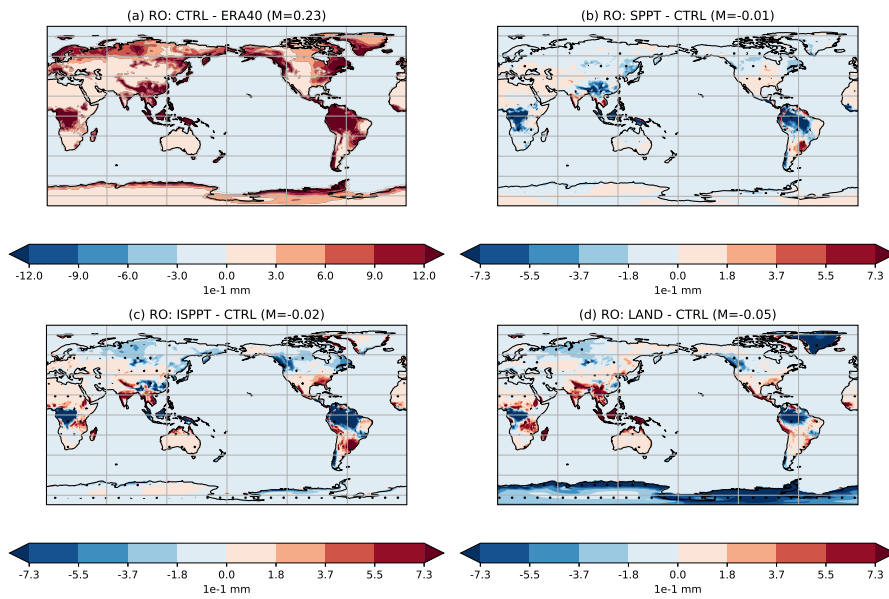 (a) RO: CTRL - ERA40 (M=0.23)
(b) RO: SPPT - CTRL (M=-0.01)
-12.0 -9.0 -6.0 -3.0 0.0 3.0 6.0 9.0 12.0
1e-1 mm
-7.3 -5.5 -3.7 -1.8 0.0 1.8 3.7 5.5 7.3
1e-1 mm
(c) RO: ISPPT - CTRL (M=-0.02)
(d) RO: LAND - CTRL (M=-0.05)
-7.3 -5.5 -3.7 -1.8 0.0 1.8 3.7 5.5 7.3
1e-1 mm
-7.3 -5.5 -3.7 -1.8 0.0 1.8 3.7 5.5 7.3
1e-1 mm